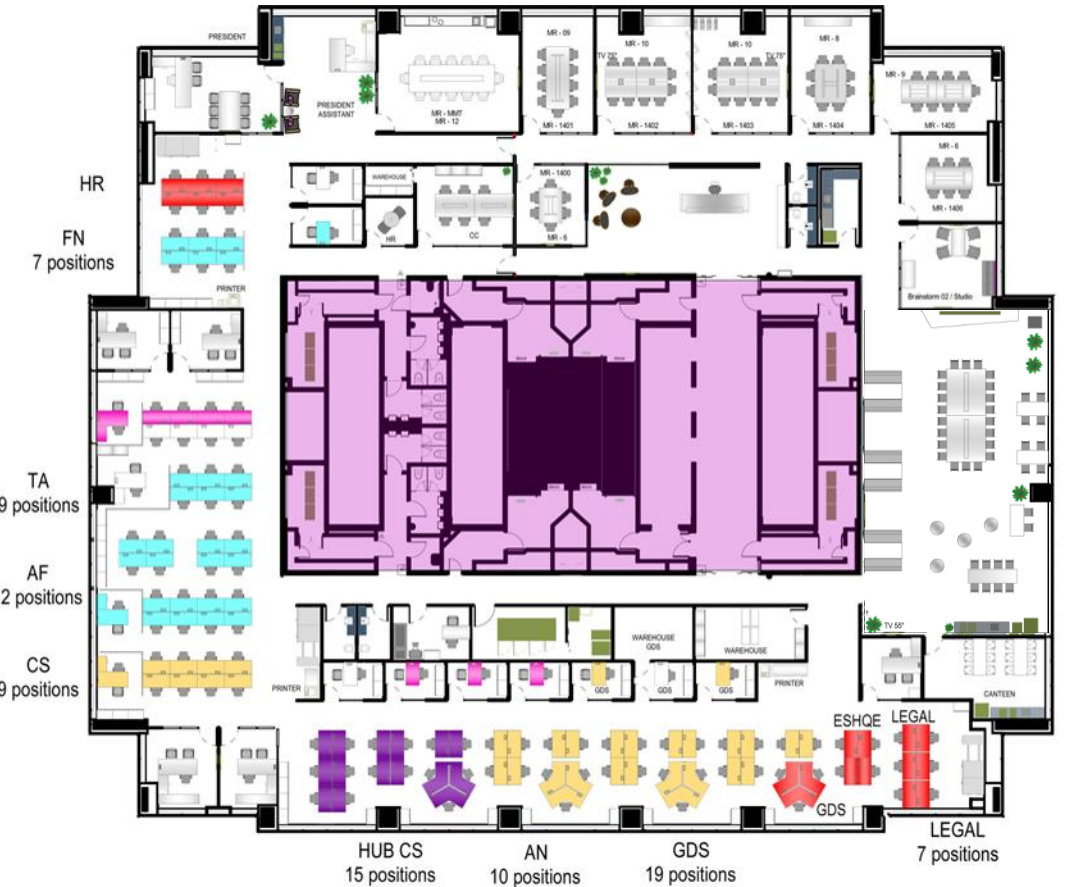 PRESIDENT
PRESIDENT
ASSISTANT
MR - MMT
MR - 12
MR - 09
MR - 1401
MR - 10
TV 75"
MR - 1402
MR - 10
TV 75"
MR - 1403
MR - 8
MR - 1404
MR - 9
MR - 1405
MR - 6
MR - 1406
Brainstorm 02 / Studio
HR
FN
7 positions
PRINTER
WAREHOUSE
HR
CC
MR - 1400
MR - 6
TA
9 positions
AF
2 positions
CS
9 positions
TV 55"
WAREHOUSE
GDS
WAREHOUSE
PRINTER
GDS
GDS
GDS
PRINTER
CANTEEN
ESHQE
LEGAL
GDS
HUB CS
15 positions
AN
10 positions
GDS
19 positions
LEGAL
7 positions